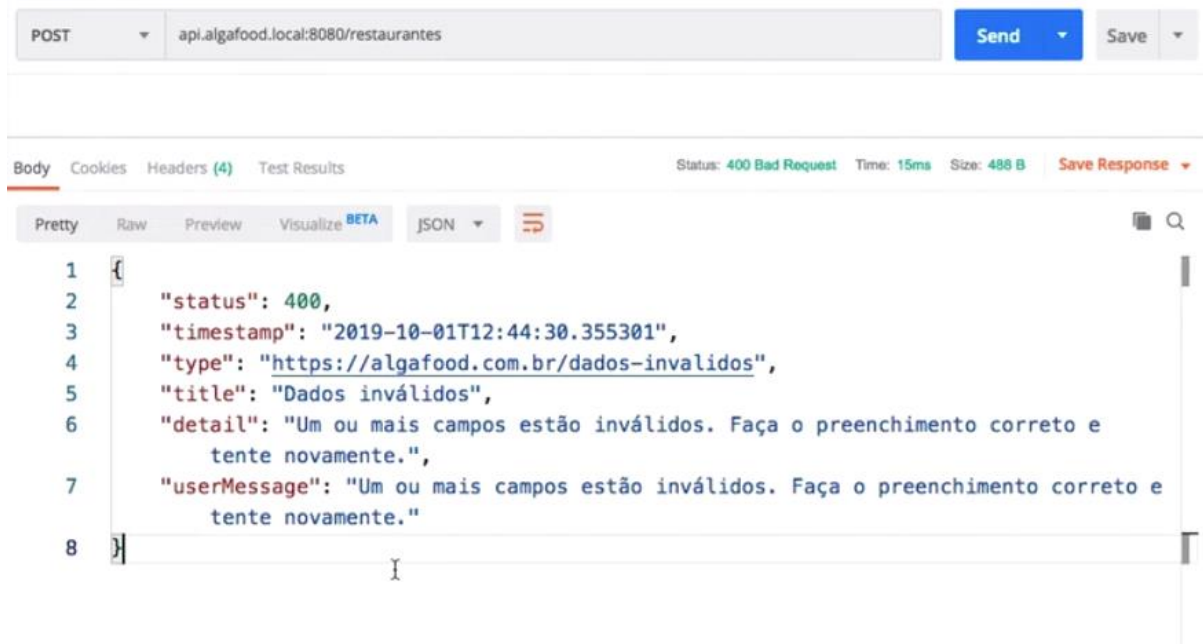 POST api.algafood.local:8080/restaurantes Send Save
Body Cookies Headers (4) Test Results Status: 400 Bad Request Time: 15ms Size: 488 B Save Response
Pretty Raw Preview Visualize BETA JSON
1 {
2 "status": 400,
3 "timestamp": "2019-10-01T12:44:30.355301",
4 "type": "https://algafood.com.br/dados-invalidos",
5 "title": "Dados inválidos",
6 "detail": "Um ou mais campos estão inválidos. Faça o preenchimento correto e
tente novamente.",
7 "userMessage": "Um ou mais campos estão inválidos. Faça o preenchimento correto e
tente novamente."
8 }